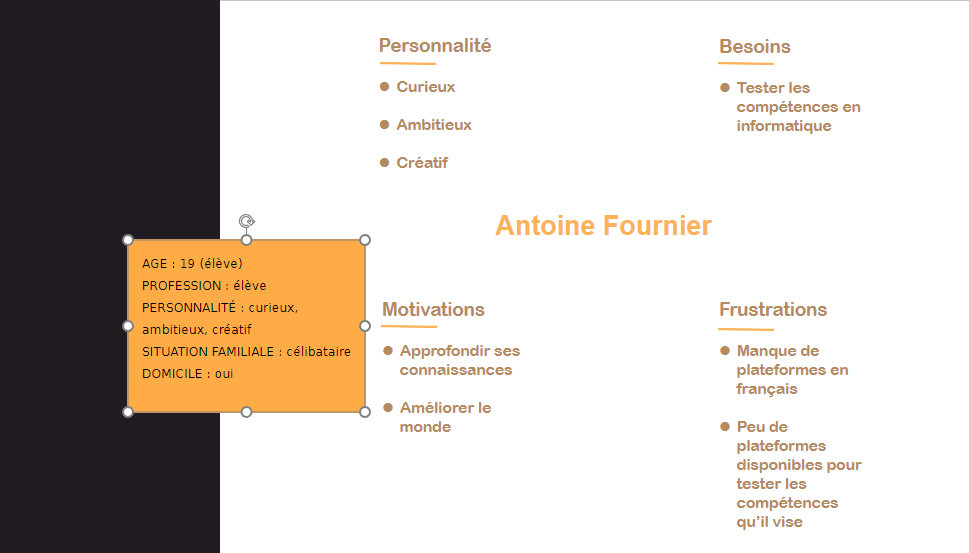 Personnalité
Curieux
Ambitieux
Créatif
Besoins
Tester les
compétences en
informatique
Antoine Fournier
AGE : 19 (élève)
PROFESSION : élève
PERSONNALITÉ : curieux,
ambitieux, créatif
SITUATION FAMILIALE : célibataire
DOMICILE : oui
Motivations
Approfondir ses
connaissances
Améliorer le
monde
Frustrations
Manque de
plateformes en
français
Peu de
plateformes
disponibles pour
tester les
compétences
qu’il vise